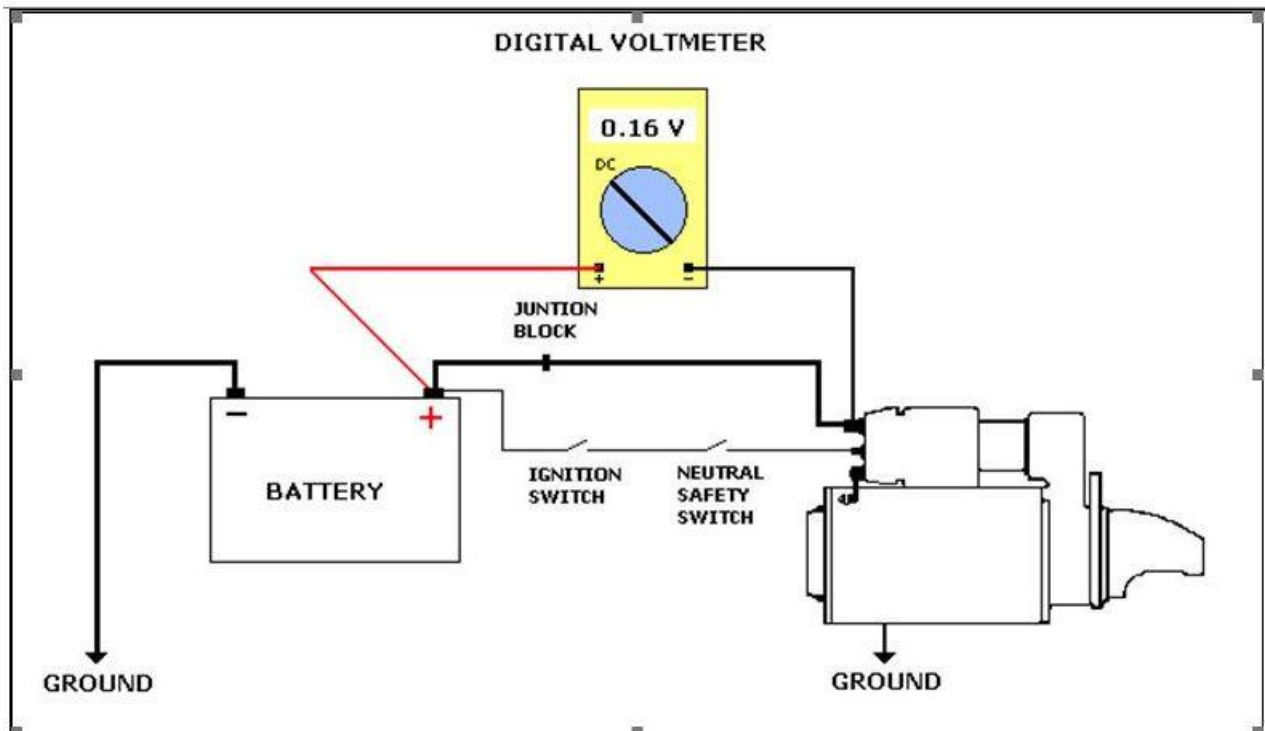 DIGITAL VOLTMETER
0.16 V
DC
+ −
JUNTION
BLOCK
− +
BATTERY
IGNITION
SWITCH
NEUTRAL
SAFETY
SWITCH
GROUND
GROUND